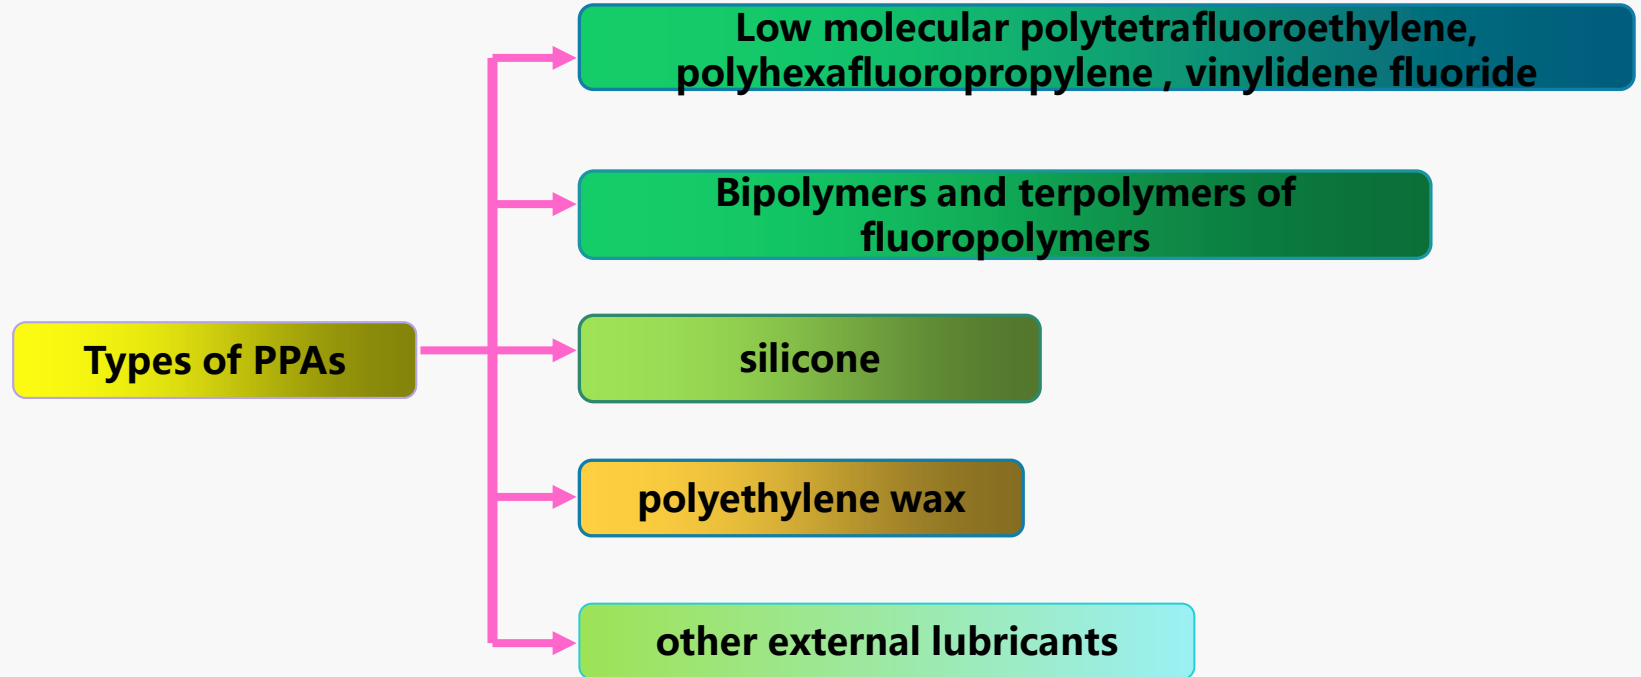 Low molecular polytetrafluoroethylene,
polyhexafluoropropylene , vinylidene fluoride
Bipolymers and terpolymers of
fluoropolymers
Types of PPAs
silicone
polyethylene wax
other external lubricants